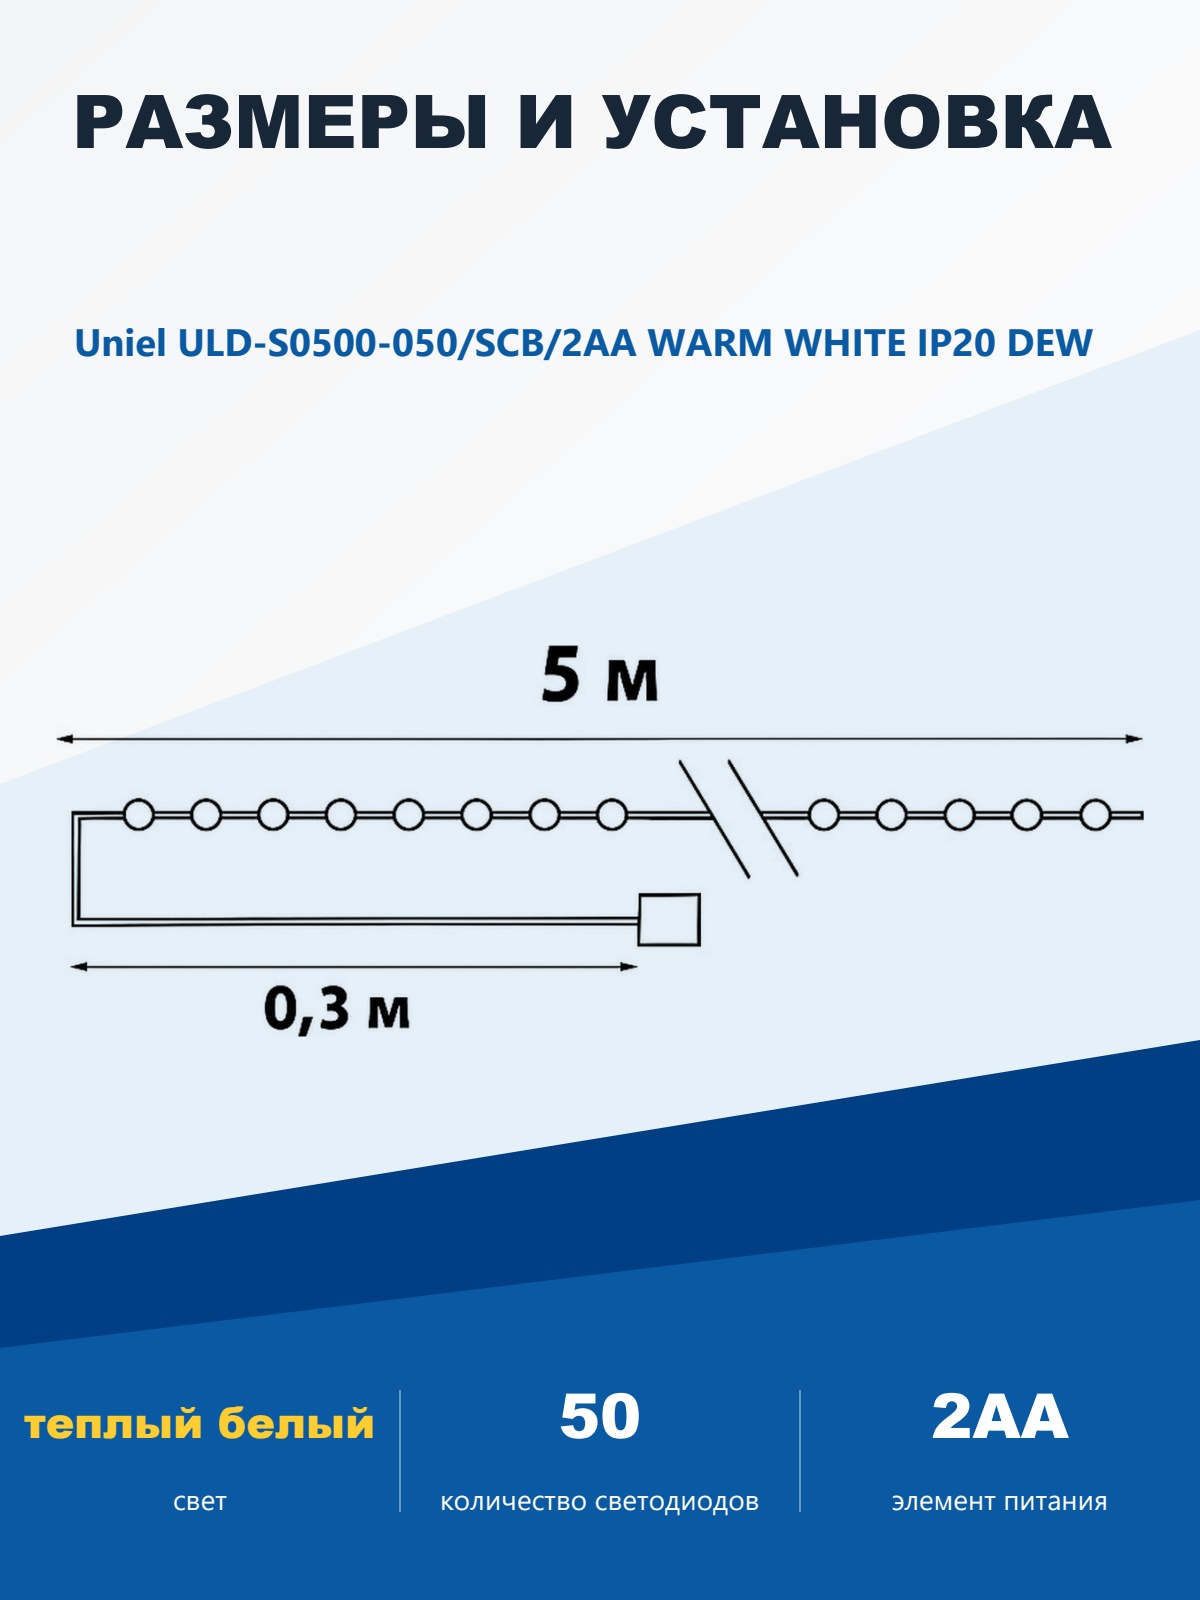 РАЗМЕРЫ И УСТАНОВКА
Uniel ULD-S0500-050/SCB/2AA WARM WHITE IP20 DEW
5 м
0,3 м
теплый белый
свет
50
количество светодиодов
2AA
элемент питания